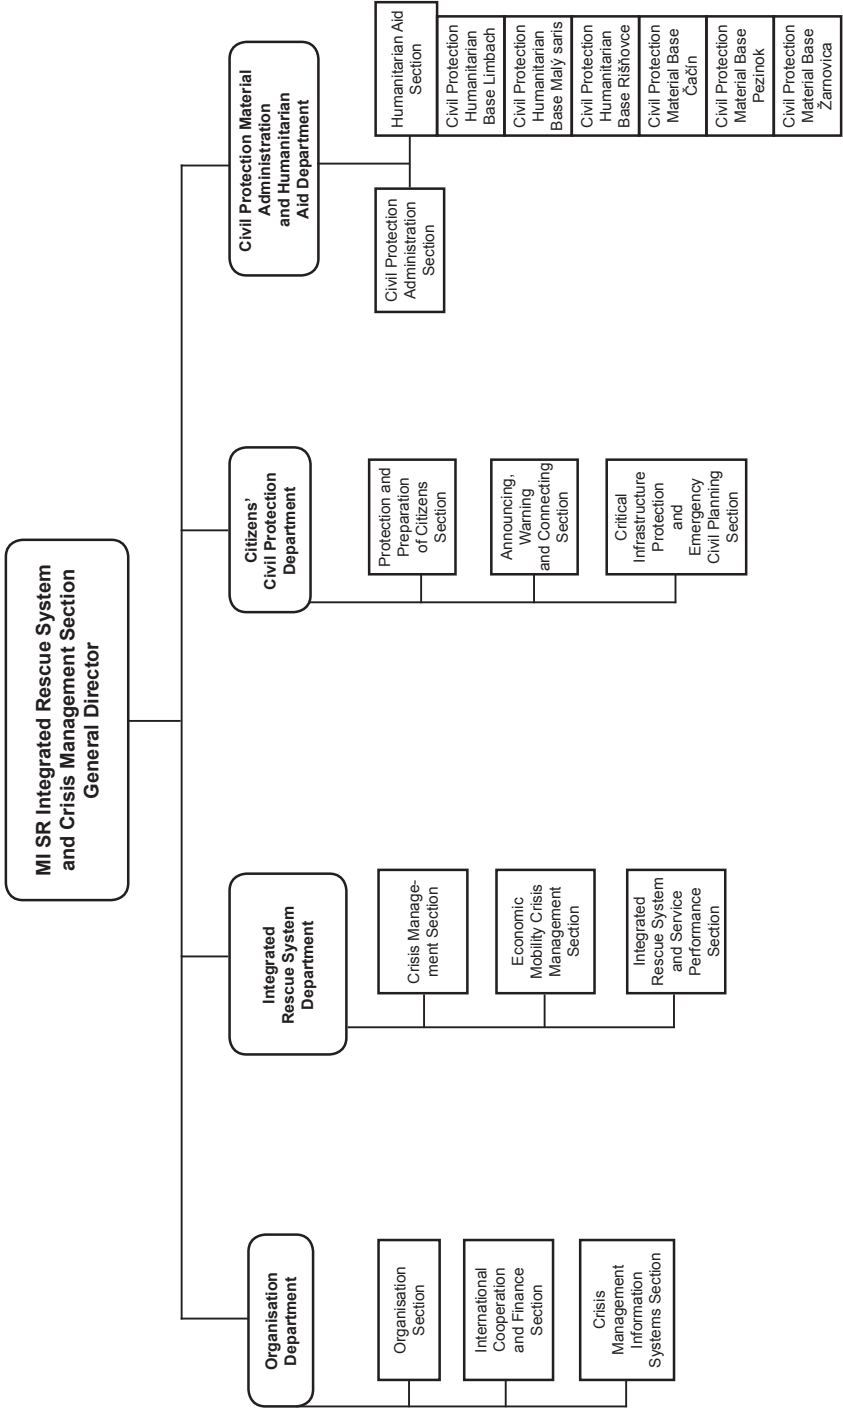 MI SR Integrated Rescue System
and Crisis Management Section
General Director
Organisation
Department
Organisation
Section
International
Cooperation
and Finance
Section
Crisis
Management
Information
Systems Section
Integrated
Rescue System
Department
Crisis Manage-
ment Section
Economic
Mobility Crisis
Management
Section
Integrated
Rescue System
and Service
Performance
Section
Citizens’
Civil Protection
Department
Protection and
Preparation
of Citizens
Section
Announcing,
Warning
and Connecting
Section
Critical
Infrastructure
Protection
and
Emergency
Civil Planning
Section
Civil Protection Material
Administration
and Humanitarian
Aid Department
Civil Protection
Administration
Section
Humanitarian Aid
Section
Civil Protection
Humanitarian
Base Limbach
Civil Protection
Humanitarian
Base Malý saris
Civil Protection
Humanitarian
Base Rišňovce
Civil Protection
Material Base
Čačín
Civil Protection
Material Base
Pezinok
Civil Protection
Material Base
Žarnovica